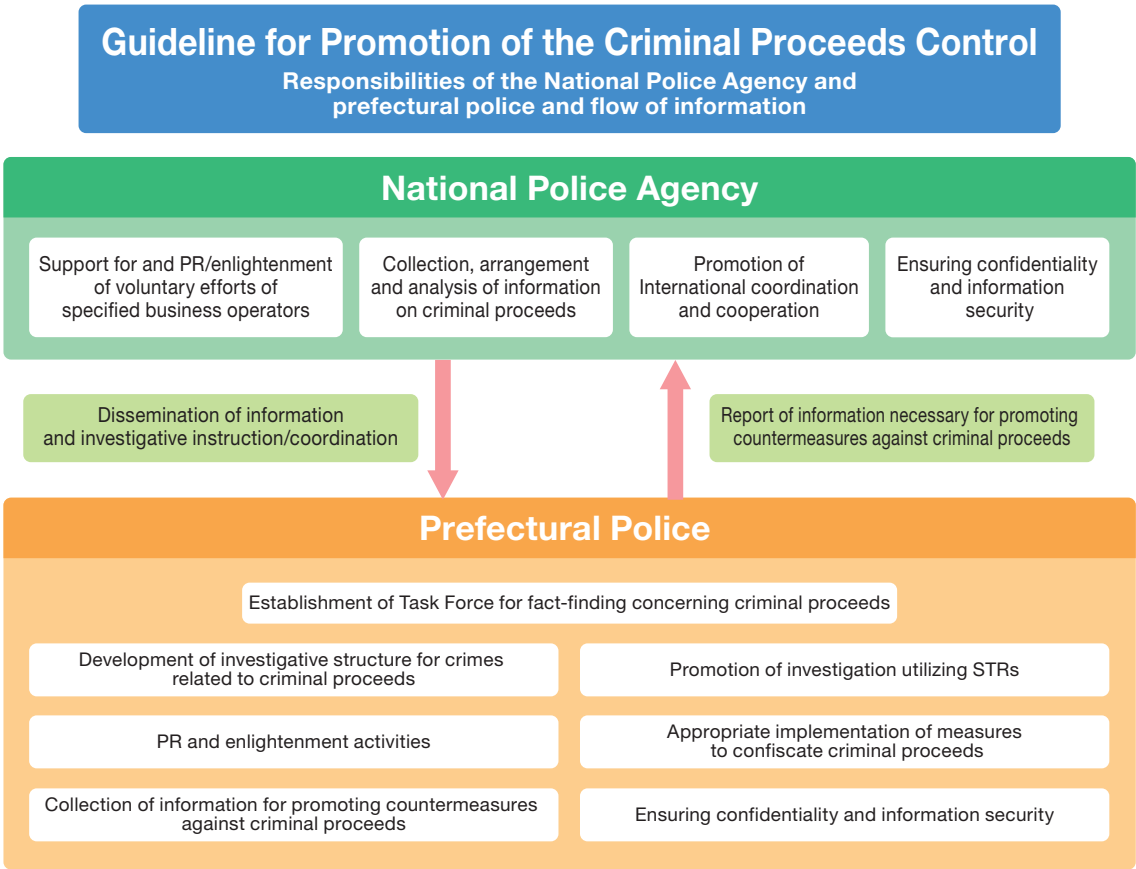 Guideline for Promotion of the Criminal Proceeds Control
Responsibilities of the National Police Agency and
prefectural police and flow of information
National Police Agency
Support for and PR/enlightenment
of voluntary efforts of
specified business operators
Collection, arrangement
and analysis of information
on criminal proceeds
Promotion of
International coordination
and cooperation
Ensuring confidentiality
and information
security
Dissemination of information
and investigative instruction/coordination
Report of information necessary for promoting
countermeasures against criminal proceeds
Prefectural Police
Establishment of Task Force for fact-finding concerning criminal proceeds
Development of investigative structure for crimes
related to criminal proceeds
Promotion of investigation utilizing STRs
PR and enlightenment activities
Appropriate implementation of measures
to confiscate criminal proceeds
Collection of information for promoting countermeasures
against criminal proceeds
Ensuring confidentiality and information security